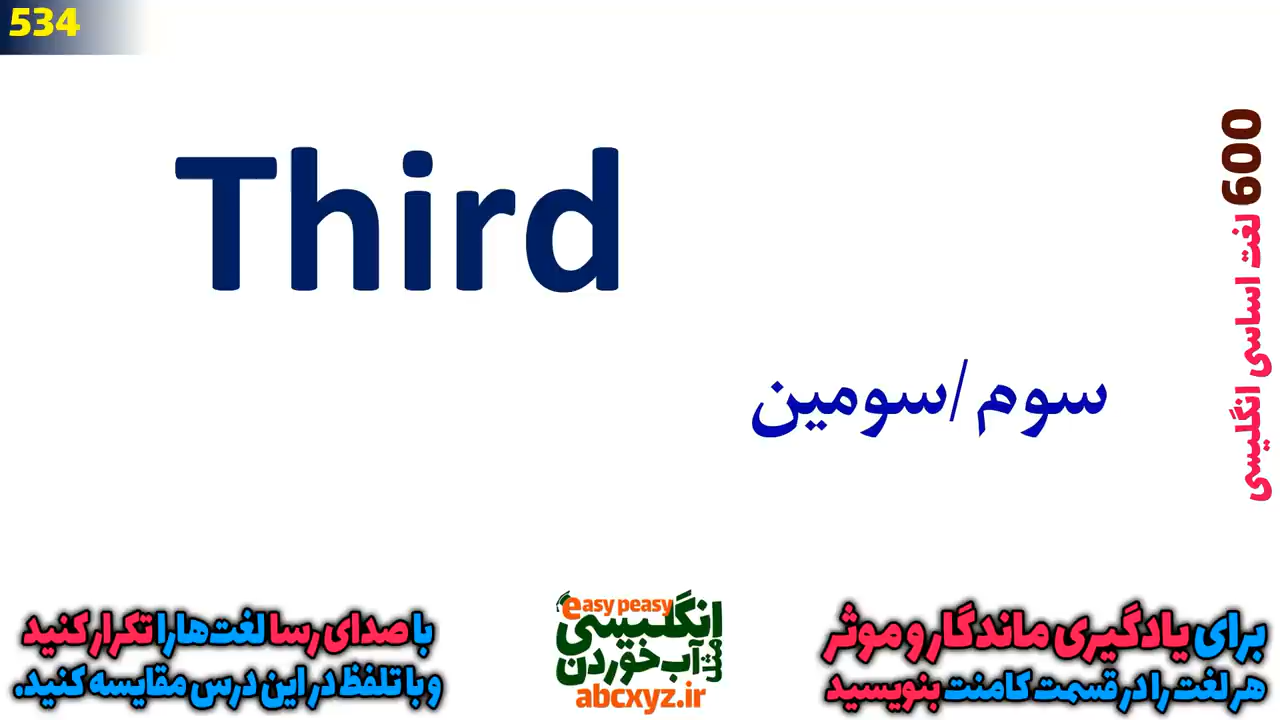 534
Third
سوم /سومین
600 لغت اساسی انگلیسی
برای یادگیری ماندگار و موثر
هر لغت را در قسمت کامنت بنویسید
easy peasy
انگلیسی
مثل آب خوردن
abcxyz.ir
با صدای رسا لغت‌ها را تکرار کنید
و با تلفظ در این درس مقایسه کنید.